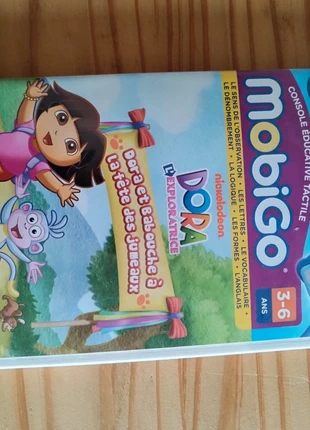 CONSOLE ÉDUCATIVE TACTILE
MOBIGO®
3-6
ANS
LE SENS DE L'OBSERVATION • LES LETTRES • LE VOCABULAIRE
LE DÉNOMBREMENT • LA LOGIQUE • LES FORMES • L'ANGLAIS
nickelodeon
DORA
L'EXPLORATRICE
Dora et Babouche à
la fête des jumeaux